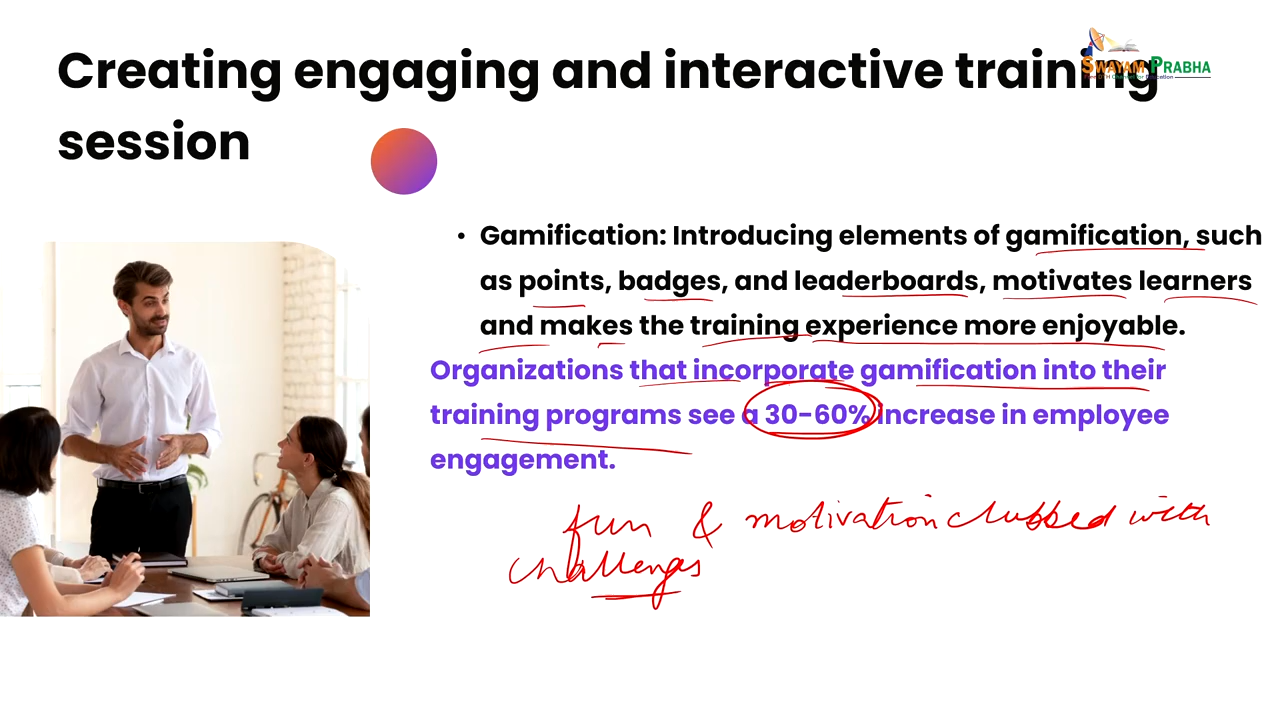 Creating engaging and interactive training
session
SWAYAM PRABHA
• Gamification: Introducing elements of gamification, such
as points, badges, and leaderboards, motivates learners
and makes the training experience more enjoyable.
Organizations that incorporate gamification into their
training programs see a 30-60% increase in employee
engagement.
fun & motivation clubbed with
challenges